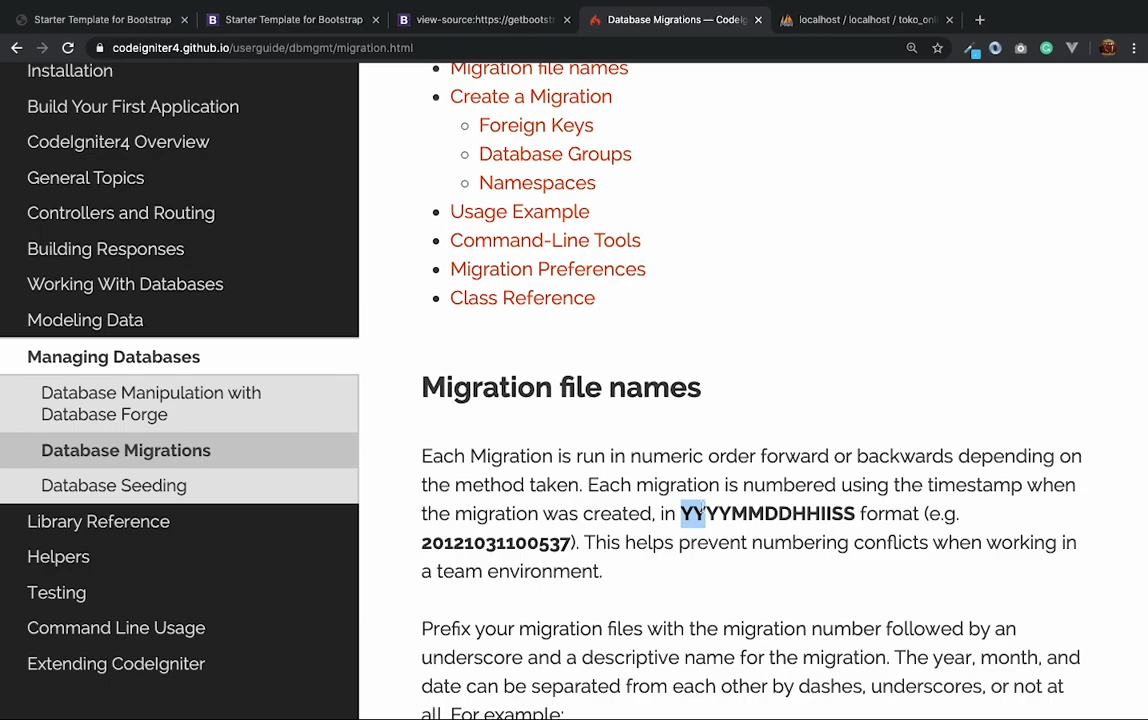 Starter Template for Bootstrap
Starter Template for Bootstrap
view-source:https://getbootst
Database Migrations — CodeIg
localhost / localhost / toko_onl
codeigniter4.github.io/userguide/dbmgmt/migration.html
Installation
Build Your First Application
CodeIgniter4 Overview
General Topics
Controllers and Routing
Building Responses
Working With Databases
Modeling Data
Managing Databases
Database Manipulation with
Database Forge
Database Migrations
Database Seeding
Library Reference
Helpers
Testing
Command Line Usage
Extending CodeIgniter
Migration file names
Create a Migration
Foreign Keys
Database Groups
Namespaces
Usage Example
Command-Line Tools
Migration Preferences
Class Reference
Migration file names
Each Migration is run in numeric order forward or backwards depending on
the method taken. Each migration is numbered using the timestamp when
the migration was created, in YYYYMMDDHHIISS format (e.g.
20121031100537). This helps prevent numbering conflicts when working in
a team environment.
Prefix your migration files with the migration number followed by an
underscore and a descriptive name for the migration. The year, month, and
date can be separated from each other by dashes, underscores, or not at
all. For example: